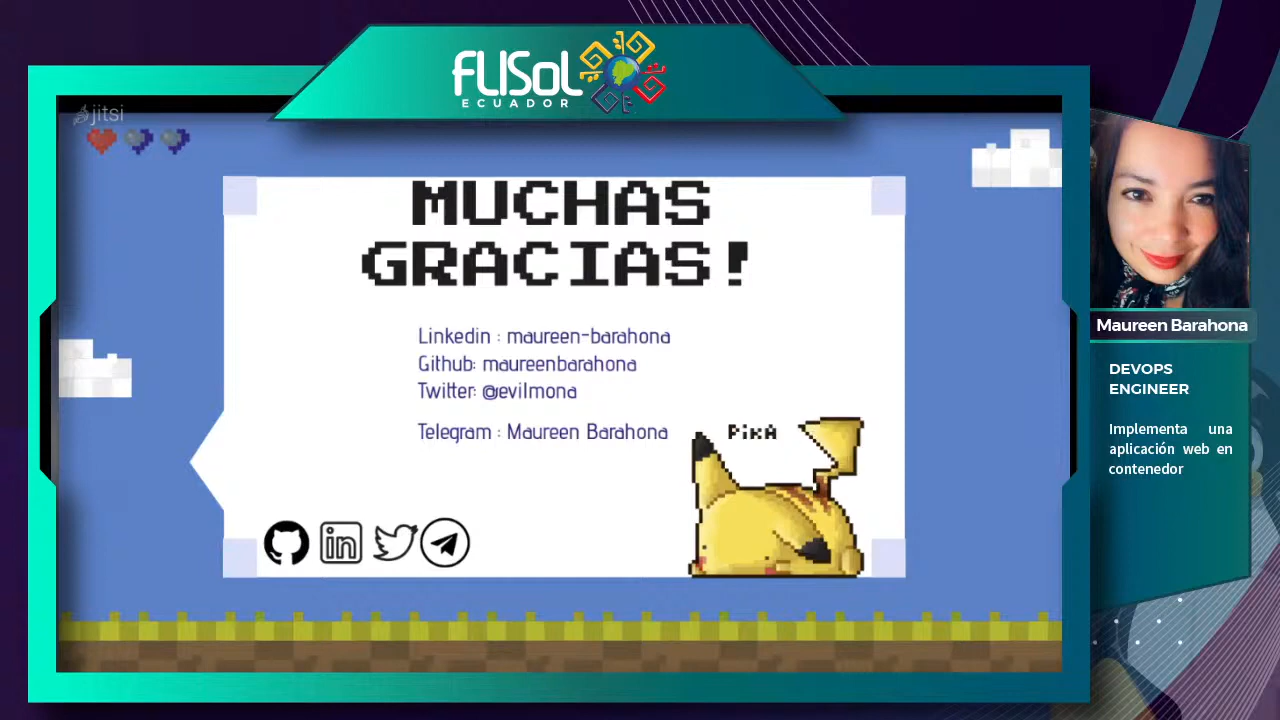 FLISoL
ECUADOR
jitsi
MUCHAS
GRACIAS!
Linkedin : maureen-barahona
Github: maureenbarahona
Twitter: @evilmona
Telegram : Maureen Barahona
PiKA
in
Maureen Barahona
DEVOPS
ENGINEER
Implementa una
aplicación web en
contenedor